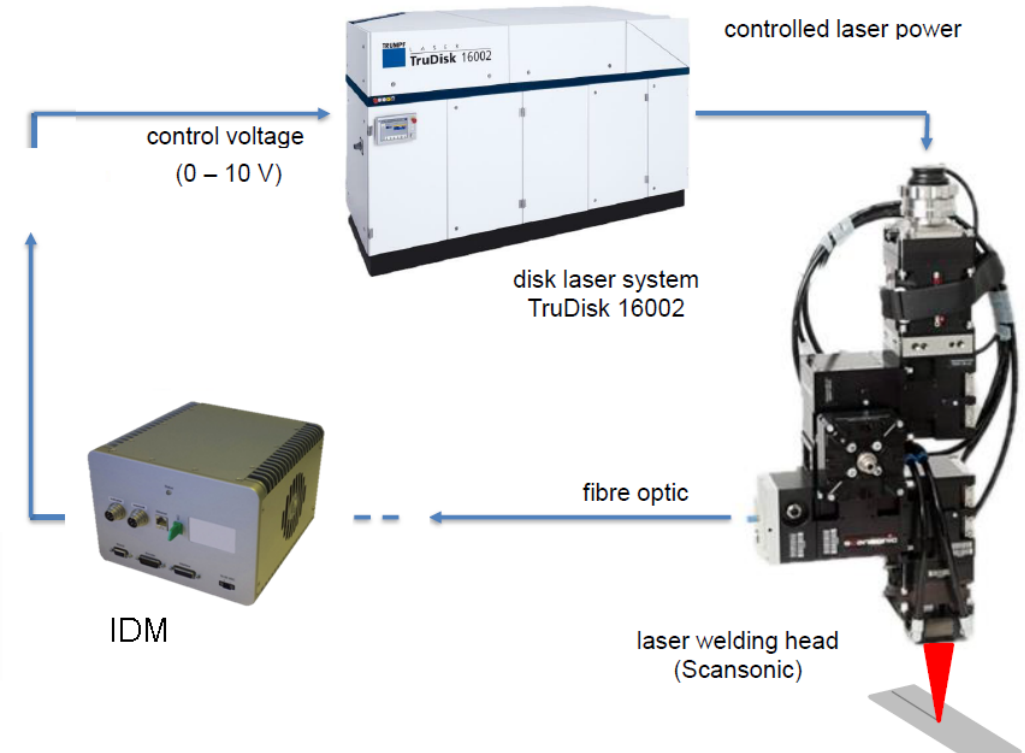 controlled laser power
TRUMPF
LASER
TruDisk 16002
control voltage
(0 – 10 V)
disk laser system
TruDisk 16002
fibre optic
IDM
laser welding head
(Scansonic)